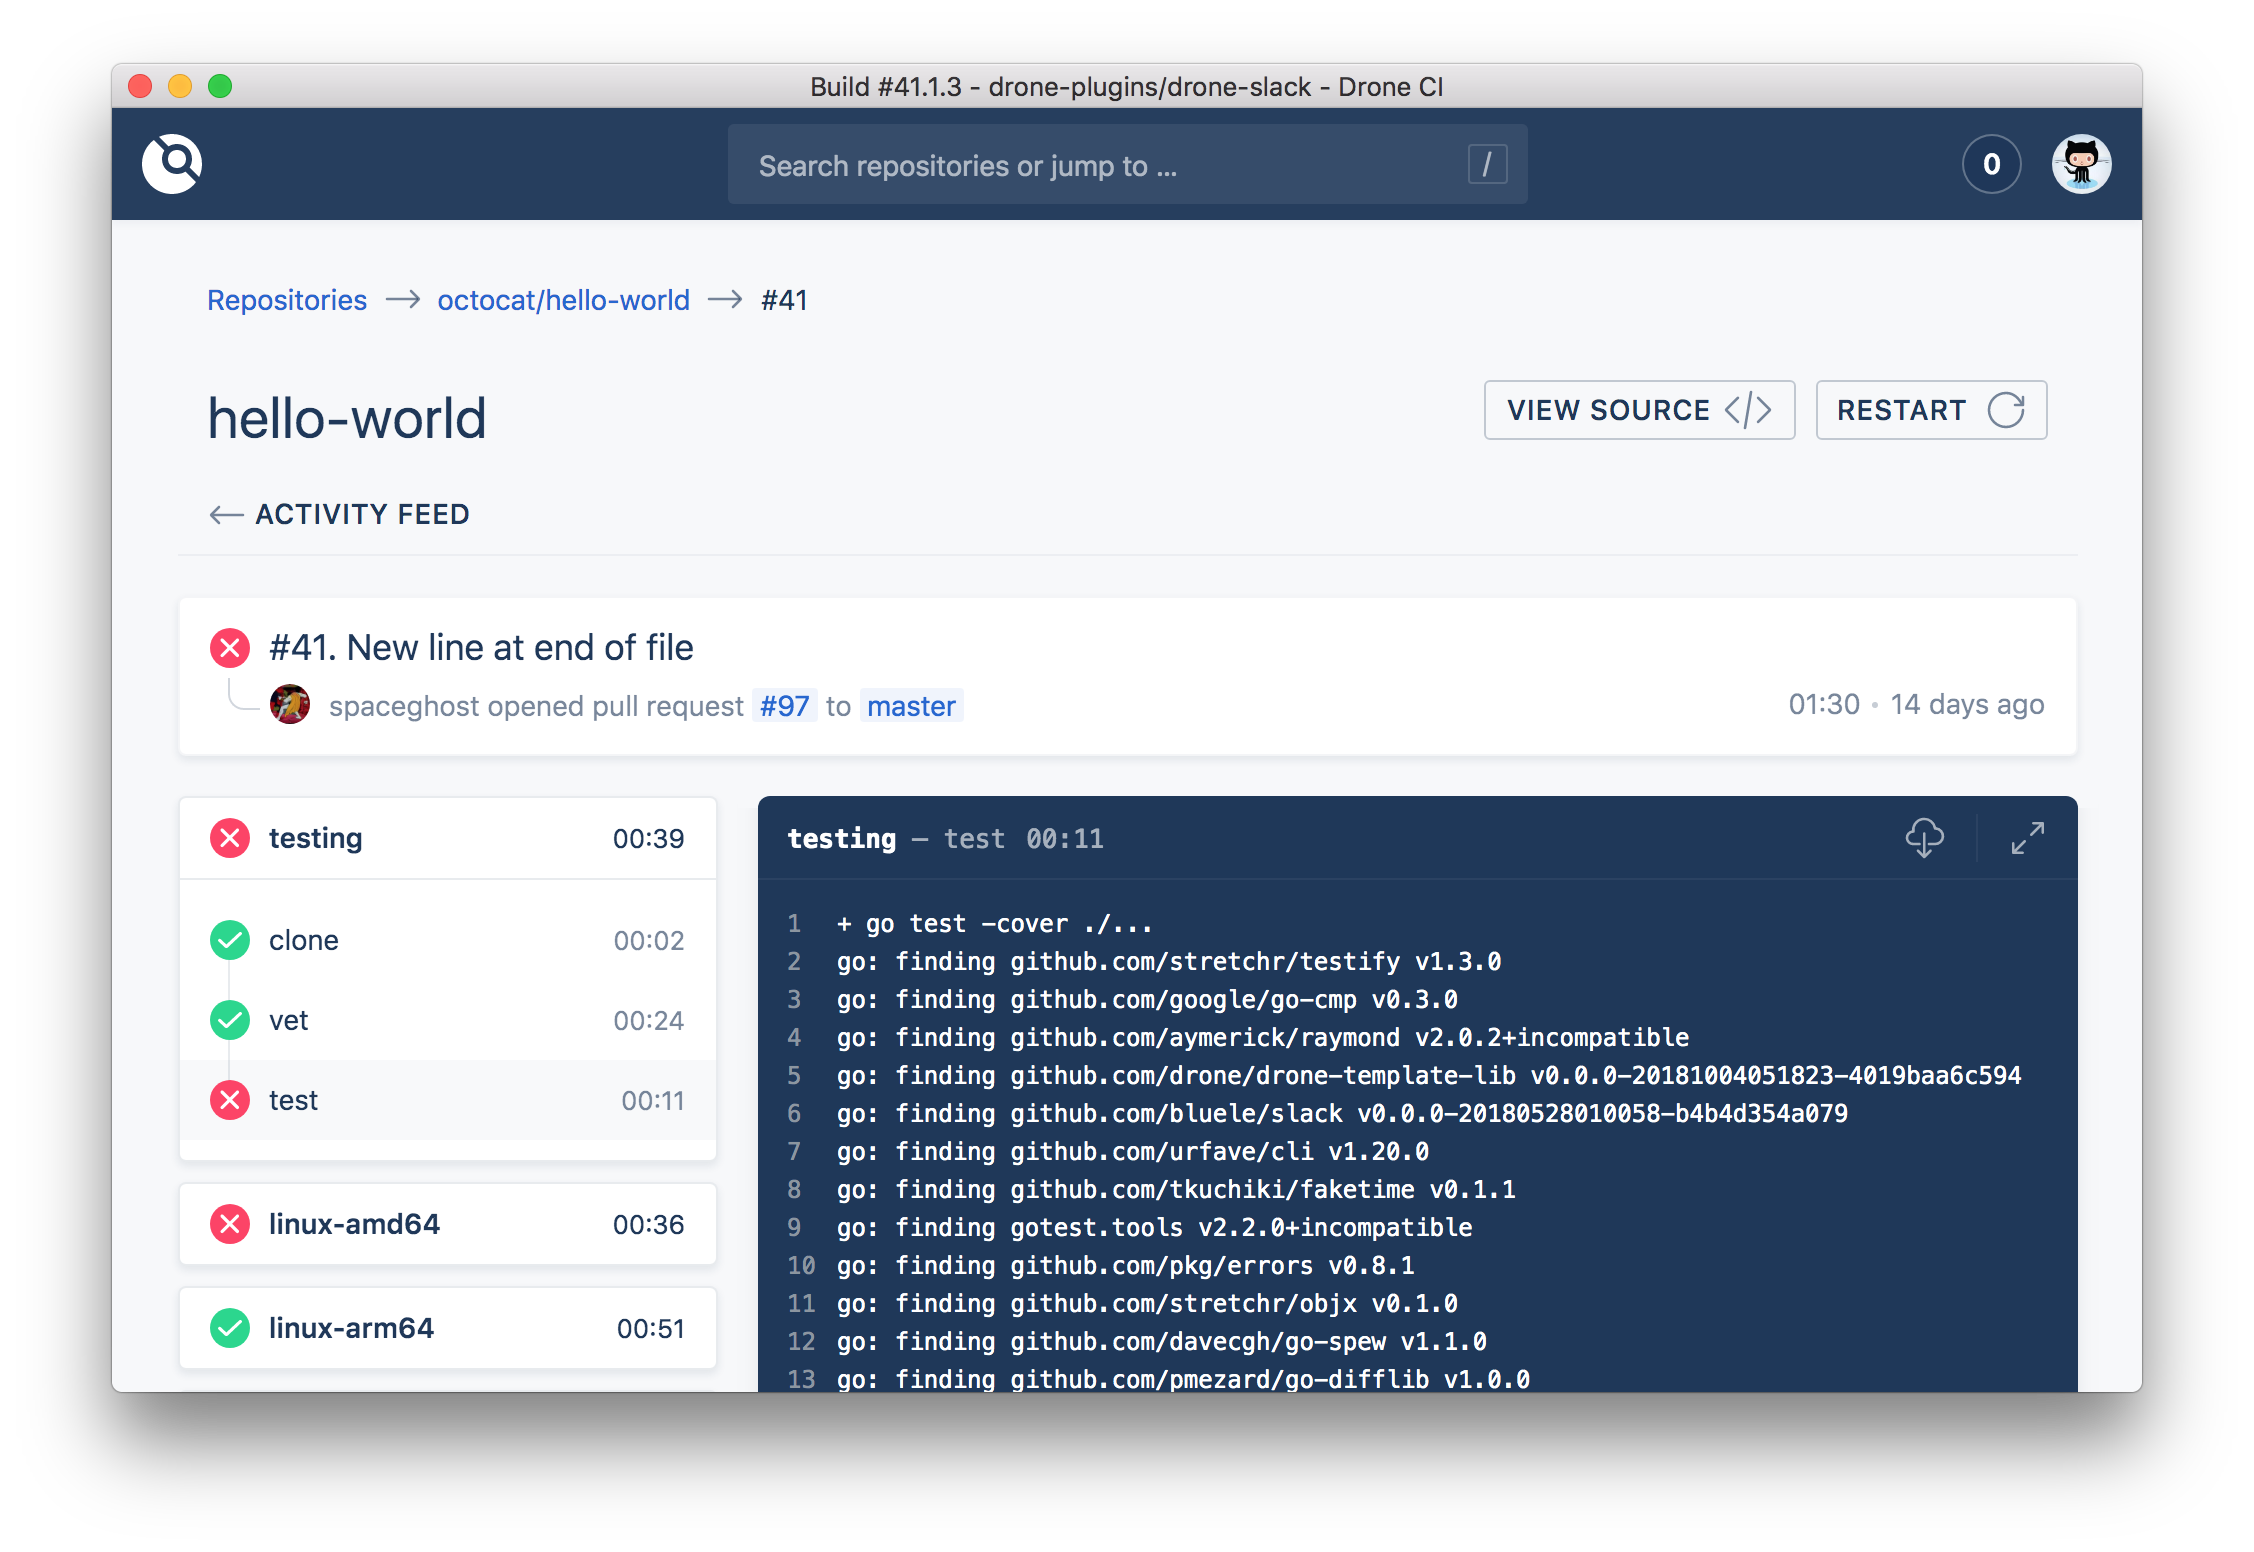 Build #41.1.3 - drone-plugins/drone-slack - Drone CI
Search repositories or jump to ... /
0
Repositories → octocat/hello-world → #41
hello-world
VIEW SOURCE </> RESTART
← ACTIVITY FEED
#41. New line at end of file
spaceghost opened pull request #97 to master
01:30 • 14 days ago
testing 00:39
clone 00:02
vet 00:24
test 00:11
linux-amd64 00:36
linux-arm64 00:51
testing — test 00:11
1 + go test -cover ./...
2 go: finding github.com/stretchr/testify v1.3.0
3 go: finding github.com/google/go-cmp v0.3.0
4 go: finding github.com/aymerick/raymond v2.0.2+incompatible
5 go: finding github.com/drone/drone-template-lib v0.0.0-20181004051823-4019baa6c594
6 go: finding github.com/bluele/slack v0.0.0-20180528010058-b4b4d354a079
7 go: finding github.com/urfave/cli v1.20.0
8 go: finding github.com/tkuchiki/faketime v0.1.1
9 go: finding gotest.tools v2.2.0+incompatible
10 go: finding github.com/pkg/errors v0.8.1
11 go: finding github.com/stretchr/objx v0.1.0
12 go: finding github.com/davecgh/go-spew v1.1.0
13 go: finding github.com/pmezard/go-difflib v1.0.0